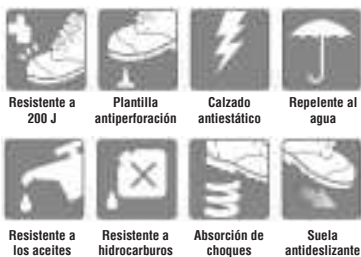 Resistente a
200 J
Plantilla
antiperforación
Calzado
antiestático
Repelente al
agua
Resistente a
los aceites
Resistente a
hidrocarburos
Absorción de
choques
Suela
antideslizante